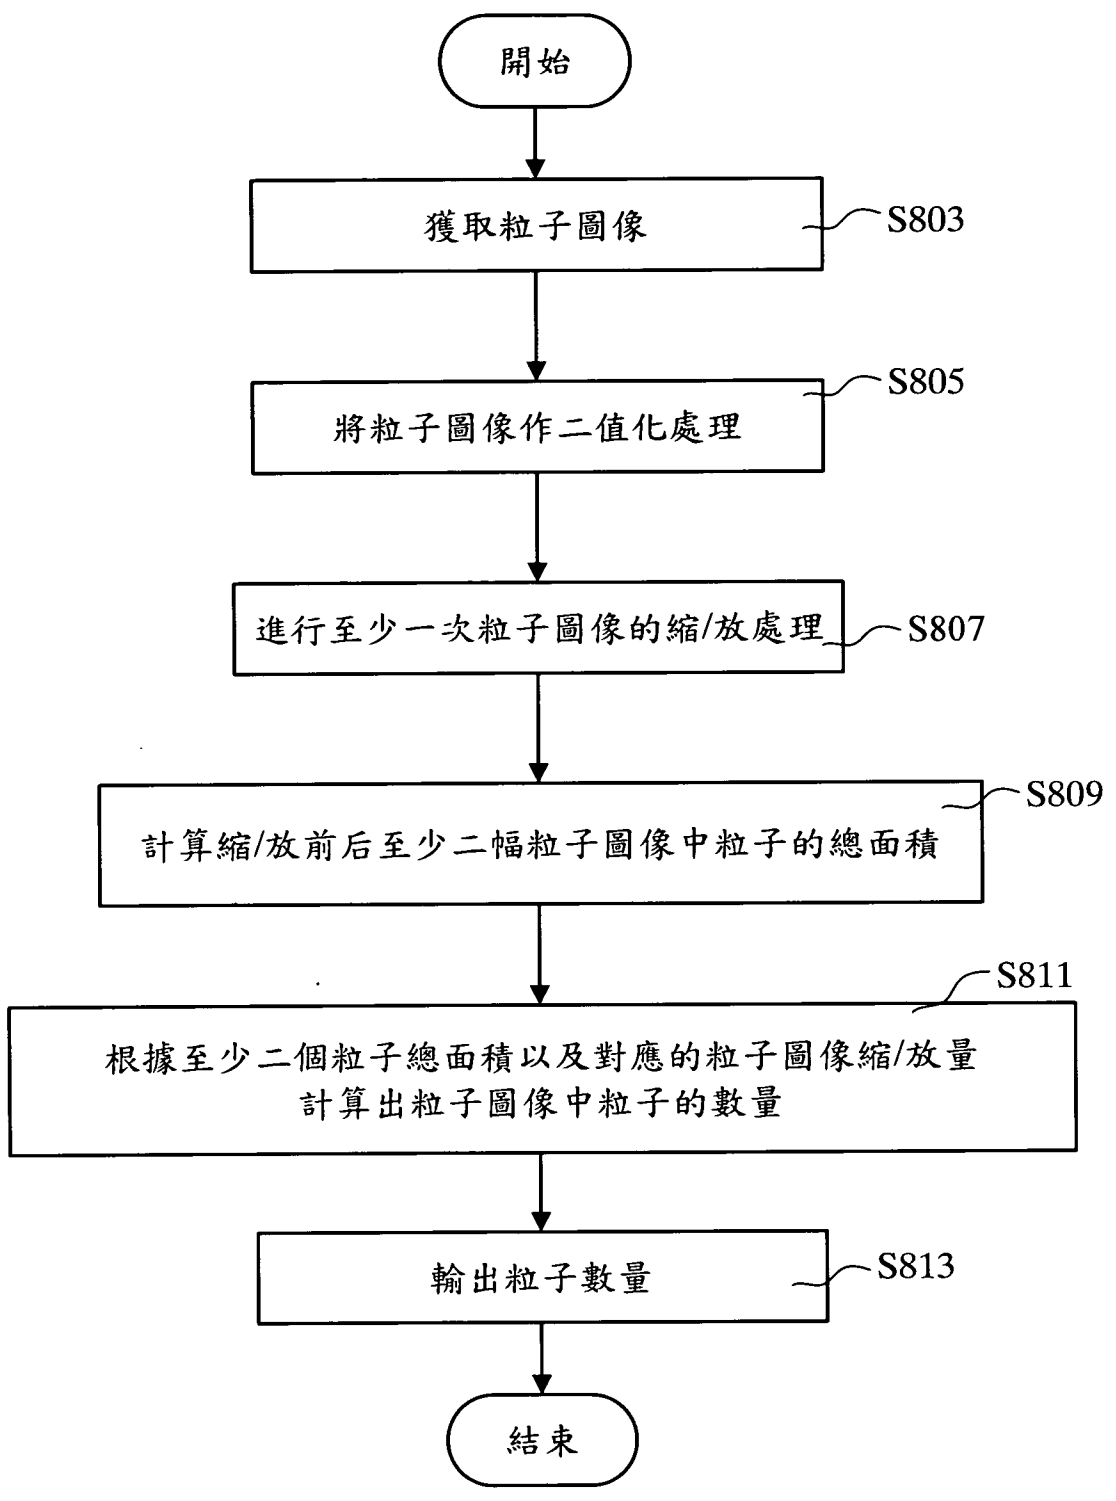 開始
獲取粒子圖像
S803
將粒子圖像作二值化處理
S805
進行至少一次粒子圖像的縮/放處理
S807
計算縮/放前后至少二幅粒子圖像中粒子的總面積
S809
根據至少二個粒子總面積以及對應的粒子圖像縮/放量
計算出粒子圖像中粒子的數量
S811
輸出粒子數量
S813
結束